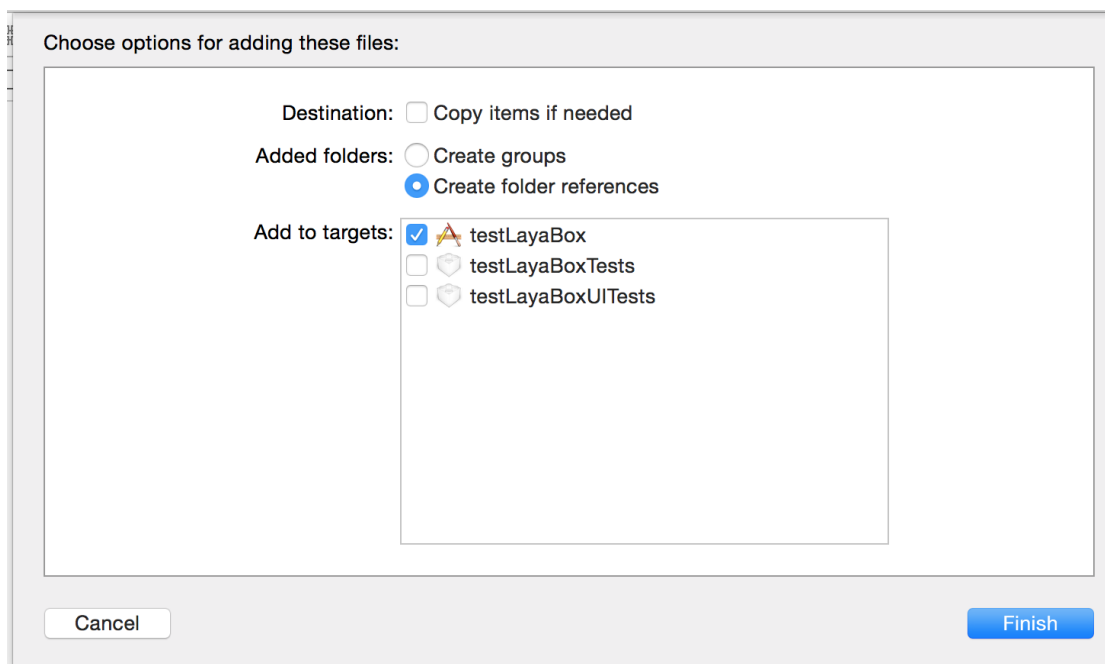 Choose options for adding these files:
Destination: Copy items if needed
Added folders: Create groups
Create folder references
Add to targets: testLayaBox
testLayaBoxTests
testLayaBoxUITests
Cancel Finish